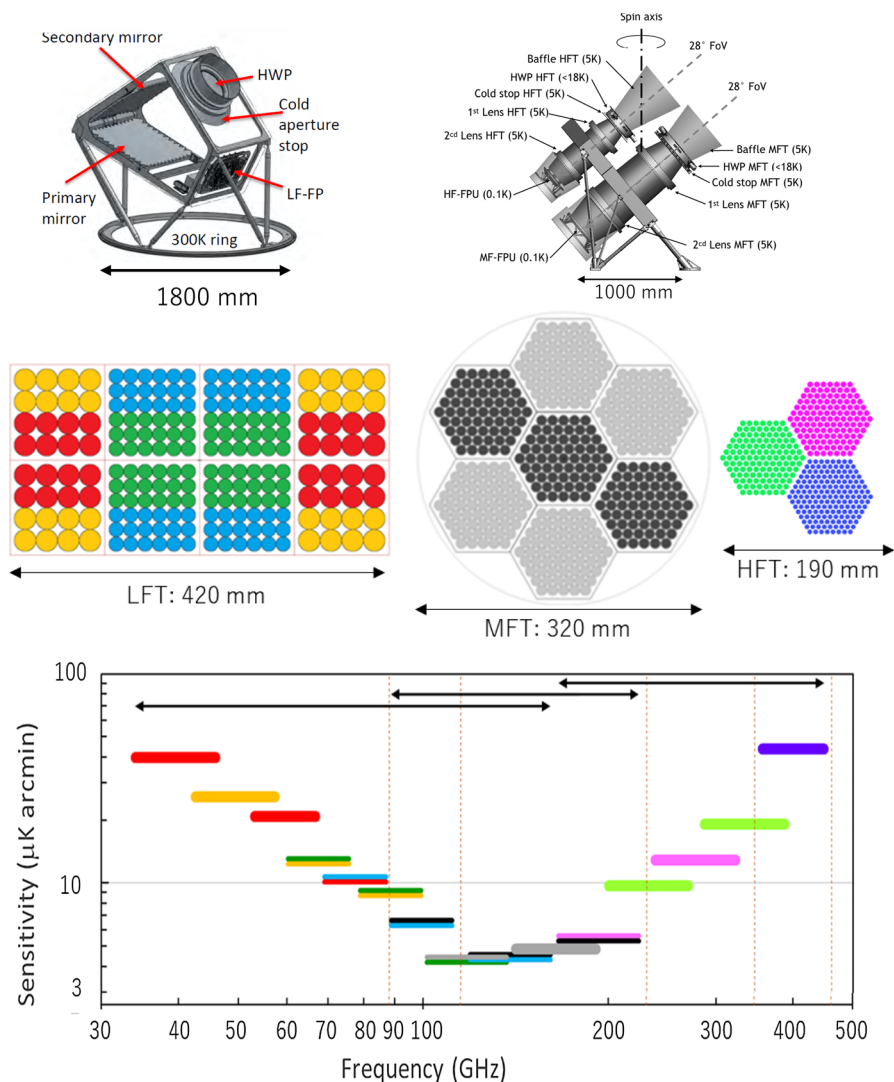 Secondary mirror
HWP
Cold
aperture
stop
LF-FP
Primary
mirror
300K ring
1800 mm
Spin axis
28° FoV
28° FoV
Baffle HFT (5K)
HWP HFT (<18K)
Cold stop HFT (5K)
1st Lens HFT (5K)
2cd Lens HFT (5K)
HF-FPU (0.1K)
MF-FPU (0.1K)
Baffle MFT (5K)
HWP MFT (<18K)
Cold stop MFT (5K)
1st Lens MFT (5K)
2cd Lens MFT (5K)
1000 mm
LFT: 420 mm
MFT: 320 mm
HFT: 190 mm
Sensitivity (μK arcmin)
100
10
3
30 40 50 60 70 80 90 100 200 300 400 500
Frequency (GHz)